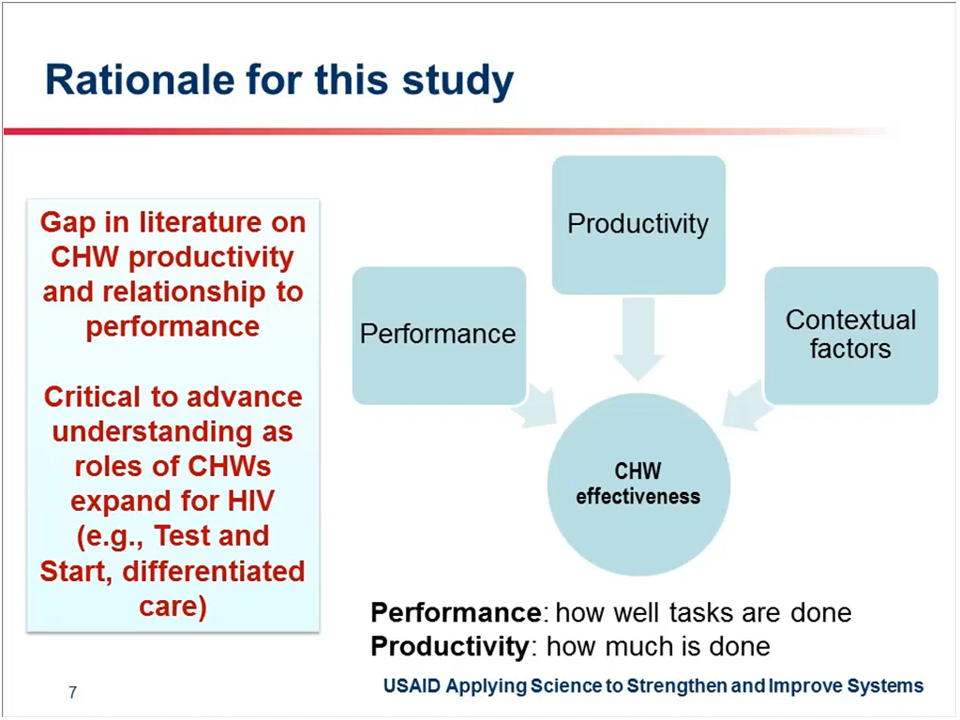 Rationale for this study
Gap in literature on
CHW productivity
and relationship to
performance
Critical to advance
understanding as
roles of CHWs
expand for HIV
(e.g., Test and
Start, differentiated
care)
Productivity
Performance
Contextual
factors
CHW
effectiveness
Performance: how well tasks are done
Productivity: how much is done
7
USAID Applying Science to Strengthen and Improve Systems